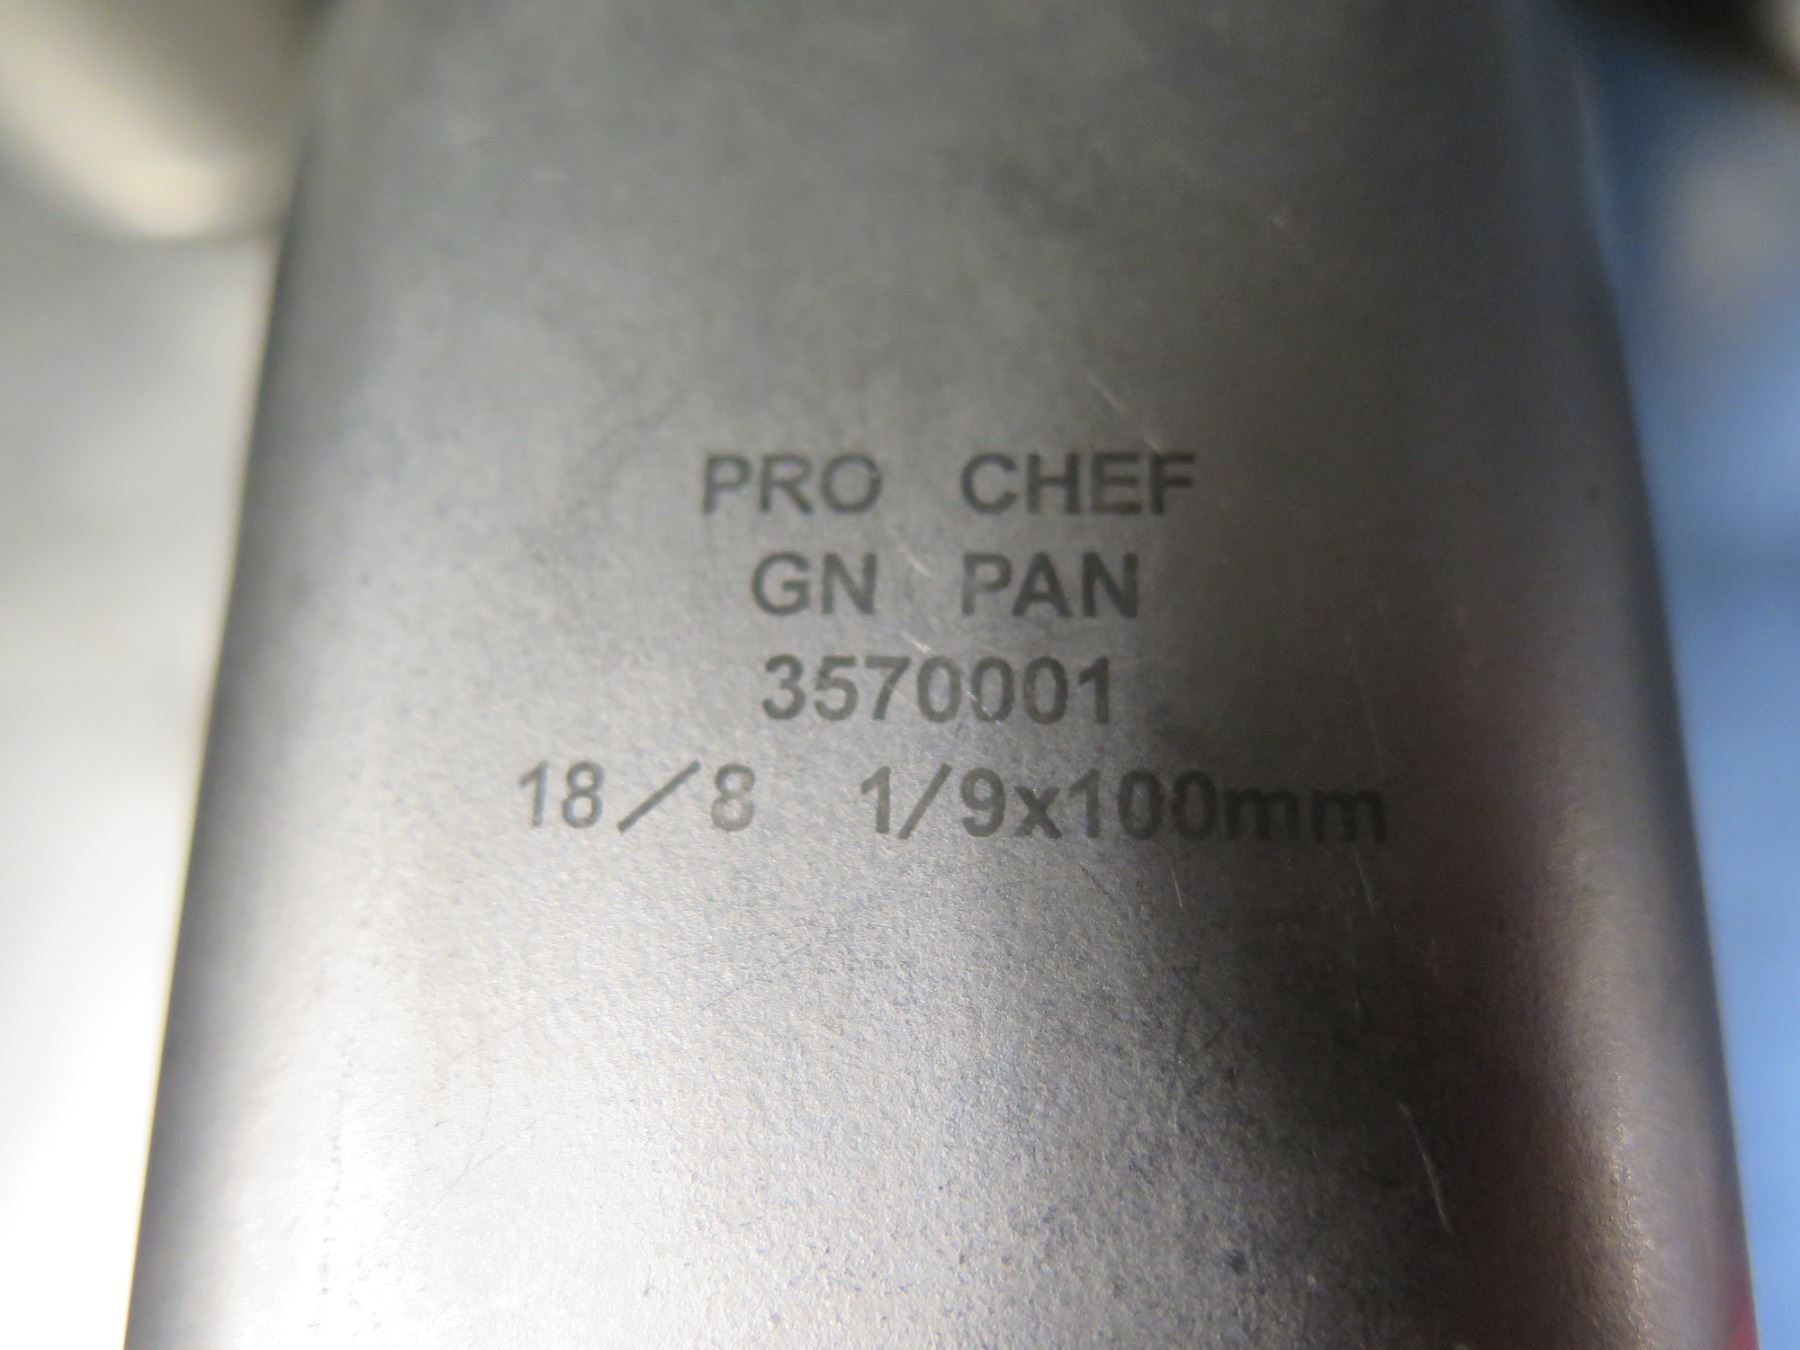 PRO CHEF
GN PAN
3570001
18/8 1/9x100mm